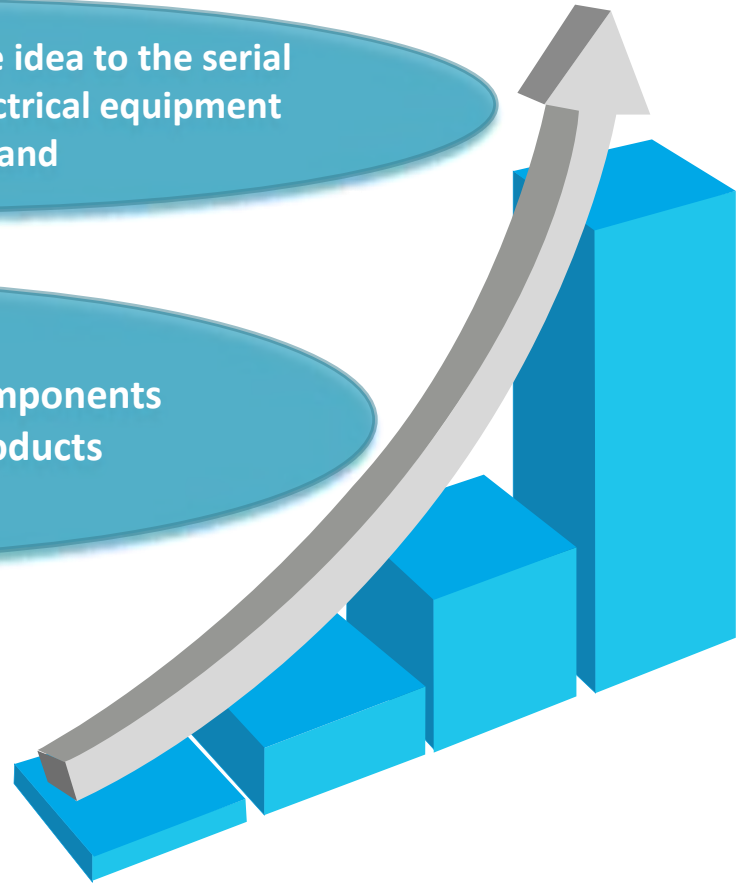 e idea to the serial
ctrical equipment
and
mponents
oducts